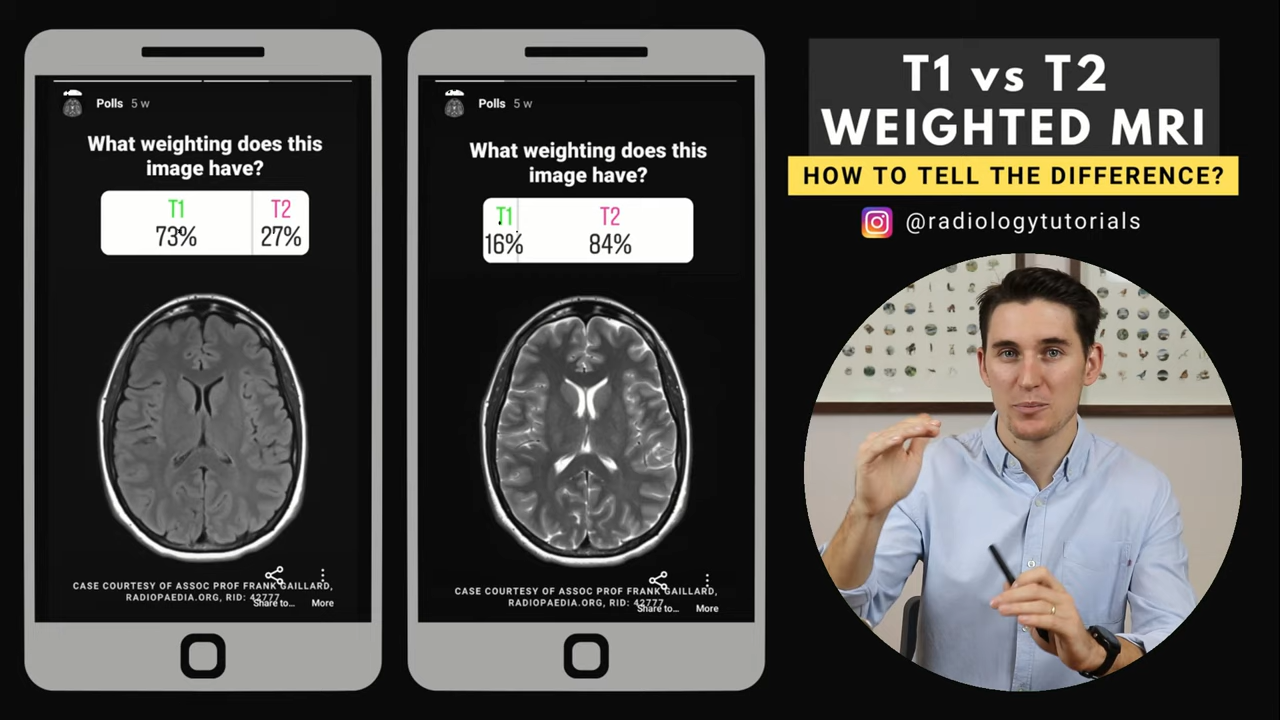 Polls 5 w
What weighting does this
image have?
T1 T2
73% 27%
CASE COURTESY OF ASSOC PROF FRANK GAILLARD,
RADIOPAEDIA.ORG, RID: 42777
Share to... More
Polls 5 w
What weighting does this
image have?
T1 T2
16% 84%
CASE COURTESY OF ASSOC PROF FRANK GAILLARD,
RADIOPAEDIA.ORG, RID: 42777
Share to... More
T1 vs T2
WEIGHTED MRI
HOW TO TELL THE DIFFERENCE?
@radiologytutorials